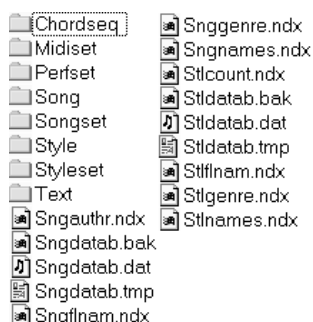 Chordseq
Midiset
Perfset
Song
Songset
Style
Styleset
Text
Sngauthr.ndx
Sngdatab.bak
Sngdatab.dat
Sngdatab.tmp
Sngflnam.ndx
Snggenre.ndx
Sngnames.ndx
Stlcount.ndx
Stldatab.bak
Stldatab.dat
Stldatab.tmp
Stlflnam.ndx
Stlgenre.ndx
Stlnames.ndx